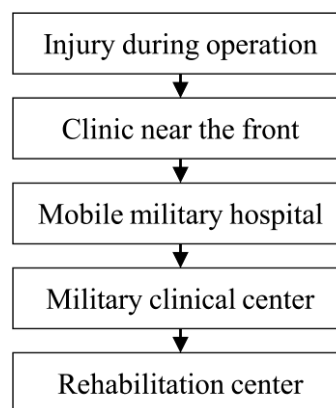 Injury during operation
Clinic near the front
Mobile military hospital
Military clinical center
Rehabilitation center